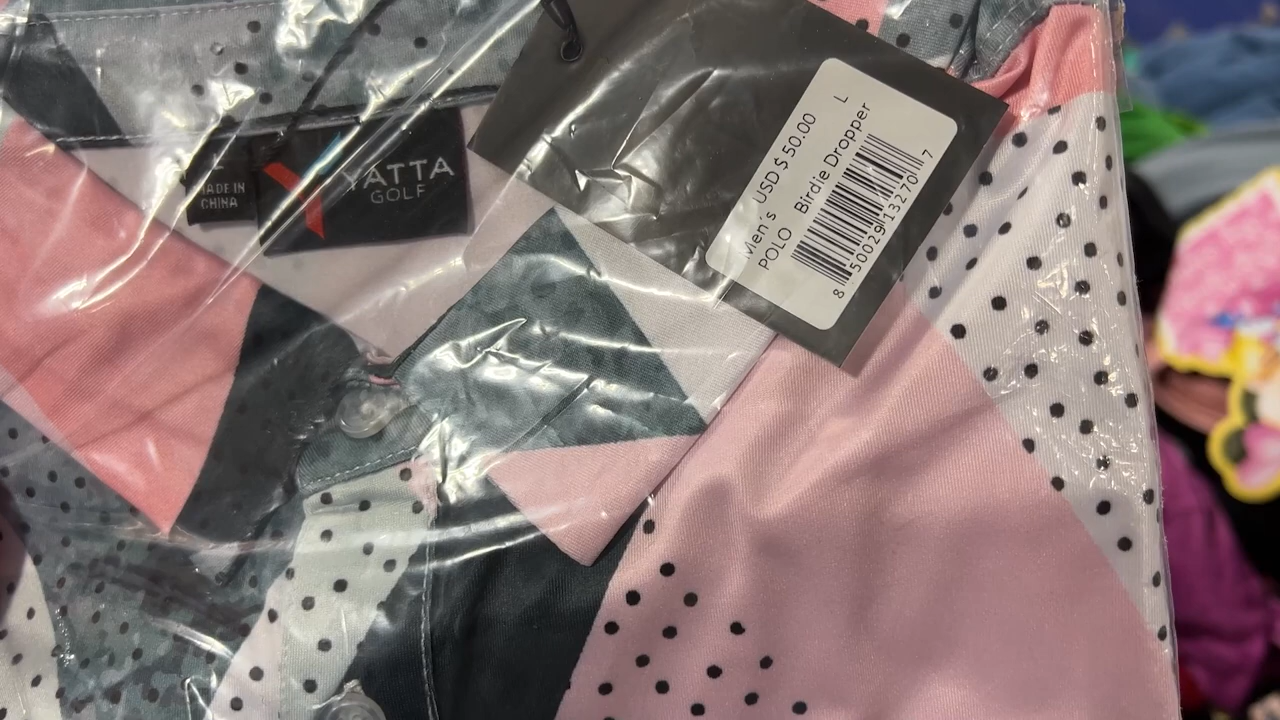 L
MADE IN
CHINA
YATTA
GOLF
Men's USD $ 50.00
POLO Birdie Dropper L
8 50029 13270 7